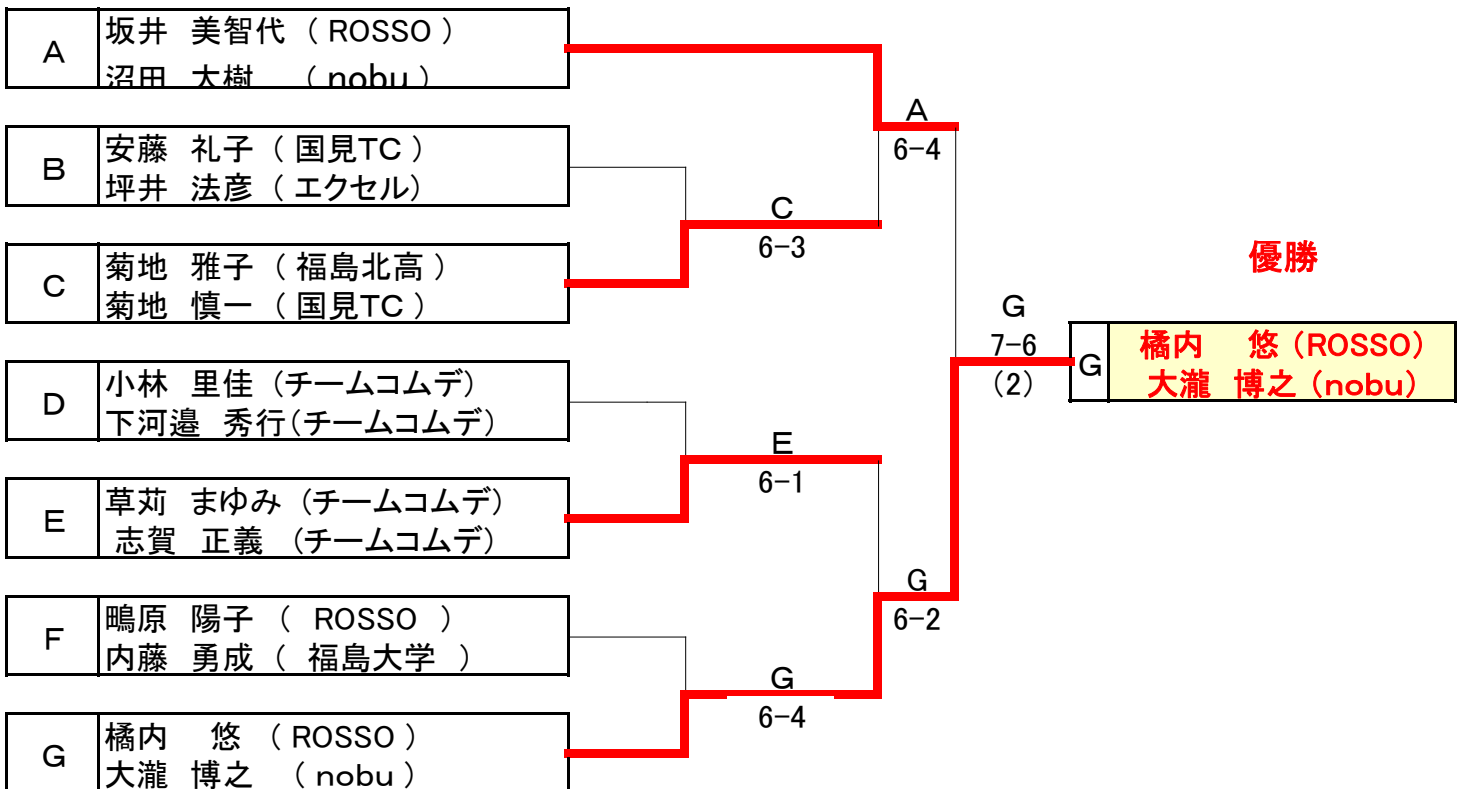 A
坂井　美智代 ( ROSSO )
沼田　大樹　 ( nobu )
B
安藤　礼子 ( 国見TC )
坪井　法彦 ( エクセル)
C
菊地　雅子 ( 福島北高 )
菊地　慎一 ( 国見TC )
D
小林　里佳 (チームコムデ)
下河邉　秀行(チームコムデ)
E
草苅　まゆみ (チームコムデ)
志賀　正義　(チームコムデ)
F
鴫原　陽子 (　ROSSO　)
内藤　勇成 (　福島大学　)
G
橘内　　悠 ( ROSSO )
大瀧　博之　( nobu )
C
6-3
E
6-1
G
6-4
A
6-4
G
6-2
G
7-6
(2)
優勝
G
橘内　　悠 (ROSSO)
大瀧　博之 (nobu)